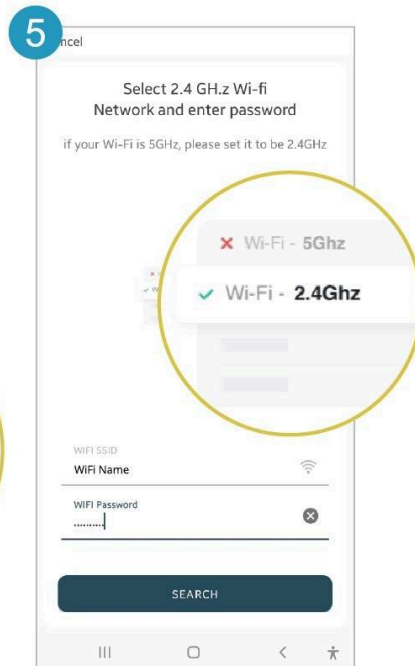 5
ncel
Select 2.4 GH.z Wi-fi
Network and enter password
if your Wi-Fi is 5GHz, please set it to be 2.4GHz
Wi-Fi - 5Ghz
Wi-Fi - 2.4Ghz
WIFI SSID
WiFi Name
WIFI Password
..........
SEARCH